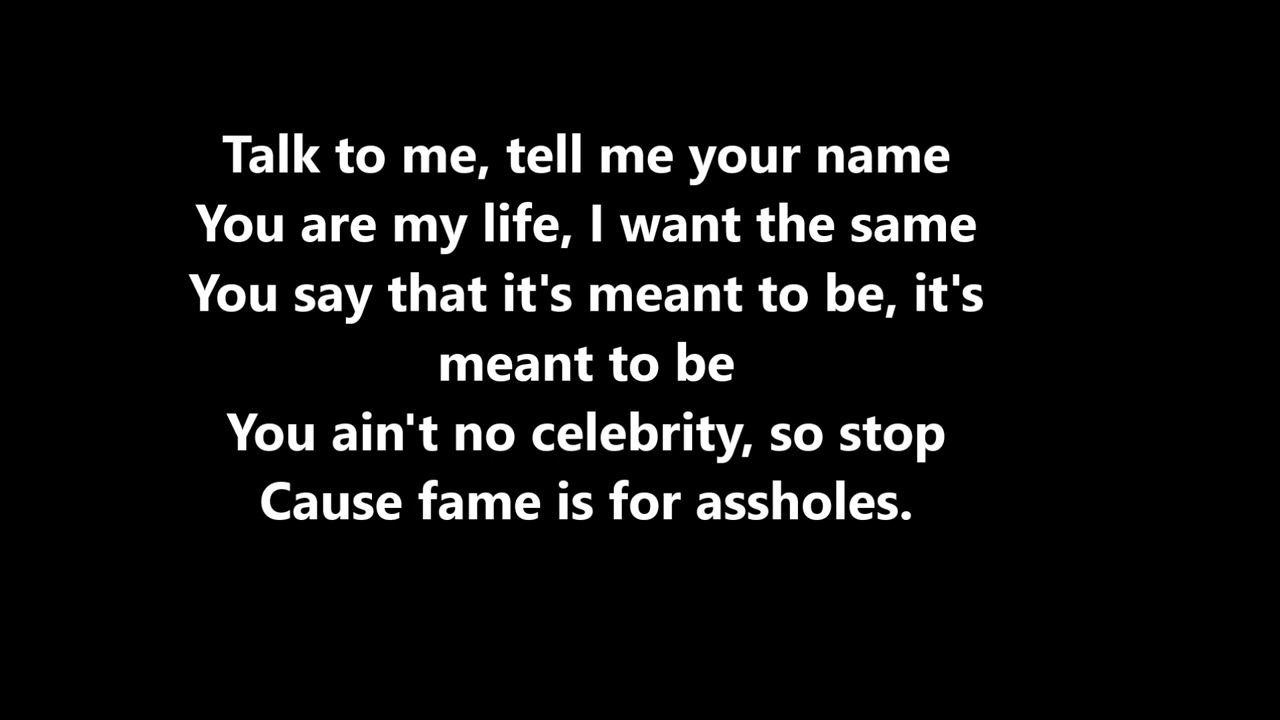 Talk to me, tell me your name
You are my life, I want the same
You say that it's meant to be, it's
meant to be
You ain't no celebrity, so stop
Cause fame is for assholes.